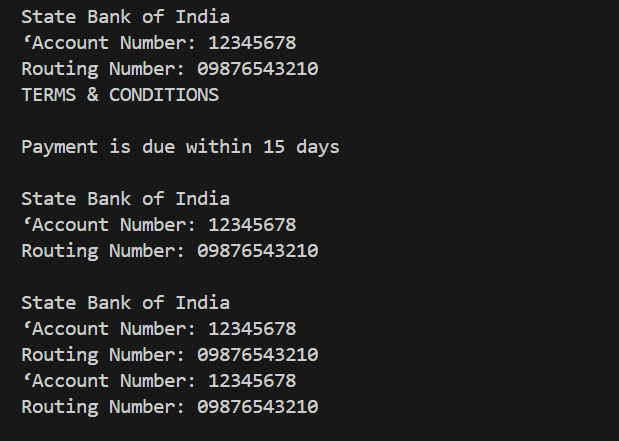 State Bank of India
‘Account Number: 12345678
Routing Number: 09876543210
TERMS & CONDITIONS
Payment is due within 15 days
State Bank of India
‘Account Number: 12345678
Routing Number: 09876543210
State Bank of India
‘Account Number: 12345678
Routing Number: 09876543210
‘Account Number: 12345678
Routing Number: 09876543210